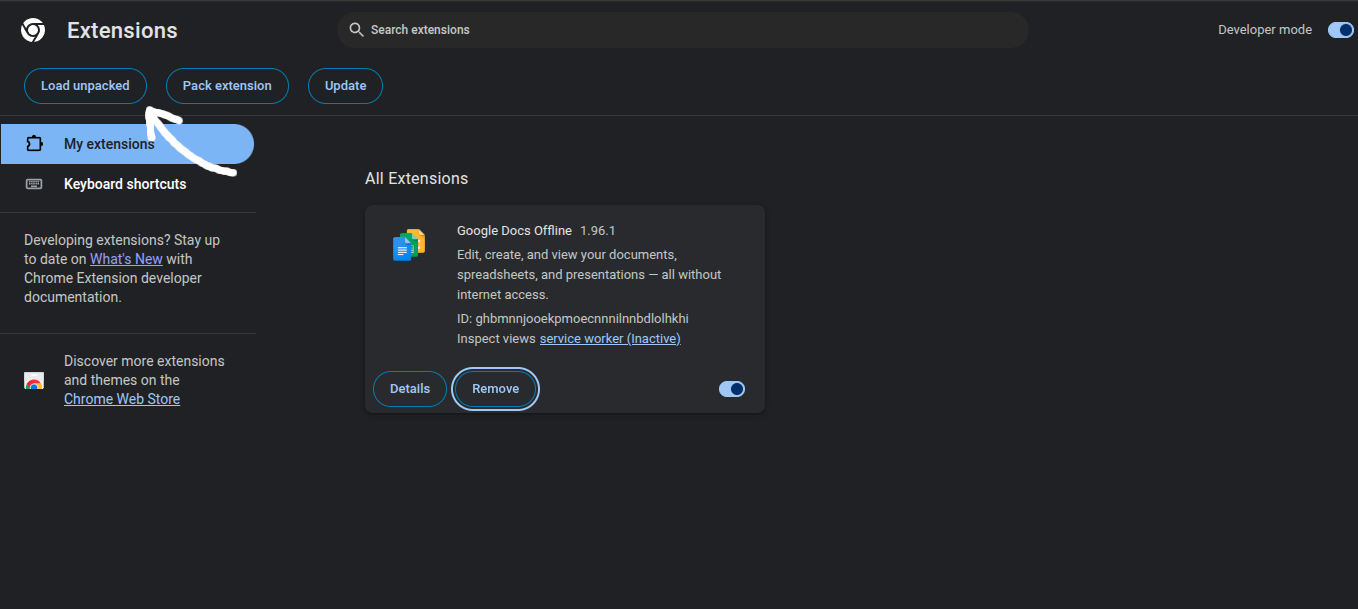 Extensions
Search extensions
Developer mode
Load unpacked
Pack extension
Update
My extensions
Keyboard shortcuts
Developing extensions? Stay up
to date on What's New with
Chrome Extension developer
documentation.
Discover more extensions
and themes on the
Chrome Web Store
All Extensions
Google Docs Offline 1.96.1
Edit, create, and view your documents,
spreadsheets, and presentations — all without
internet access.
ID: ghbmnnjooekpmoecnnnilnnbdlolhkhi
Inspect views service worker (Inactive)
Details
Remove